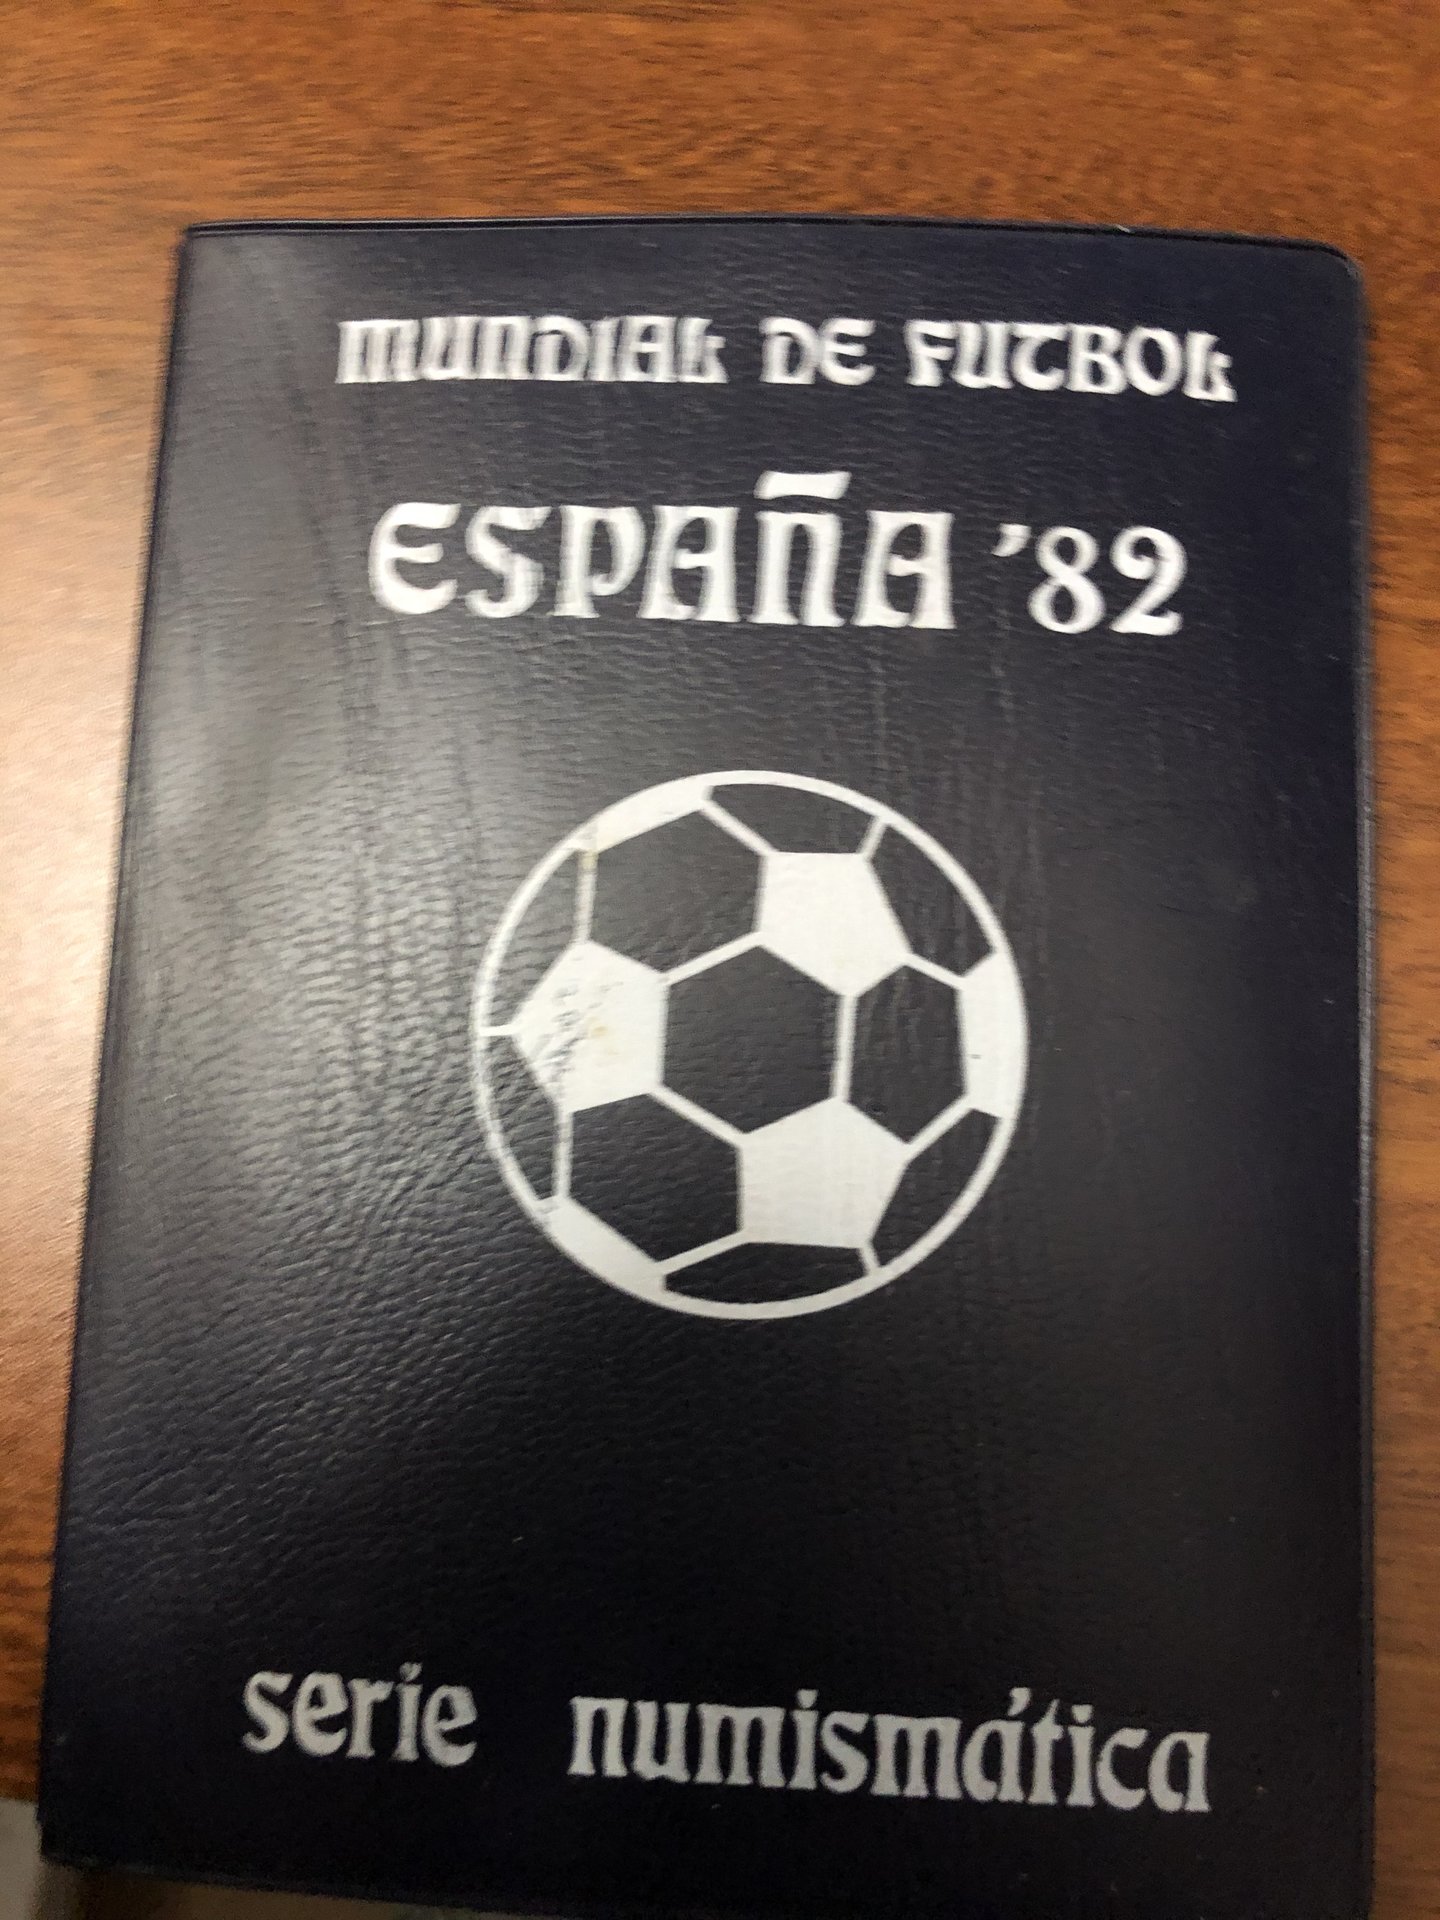 MUNDIAL DE FUTBOL
ESPAÑA '82
serie numismática